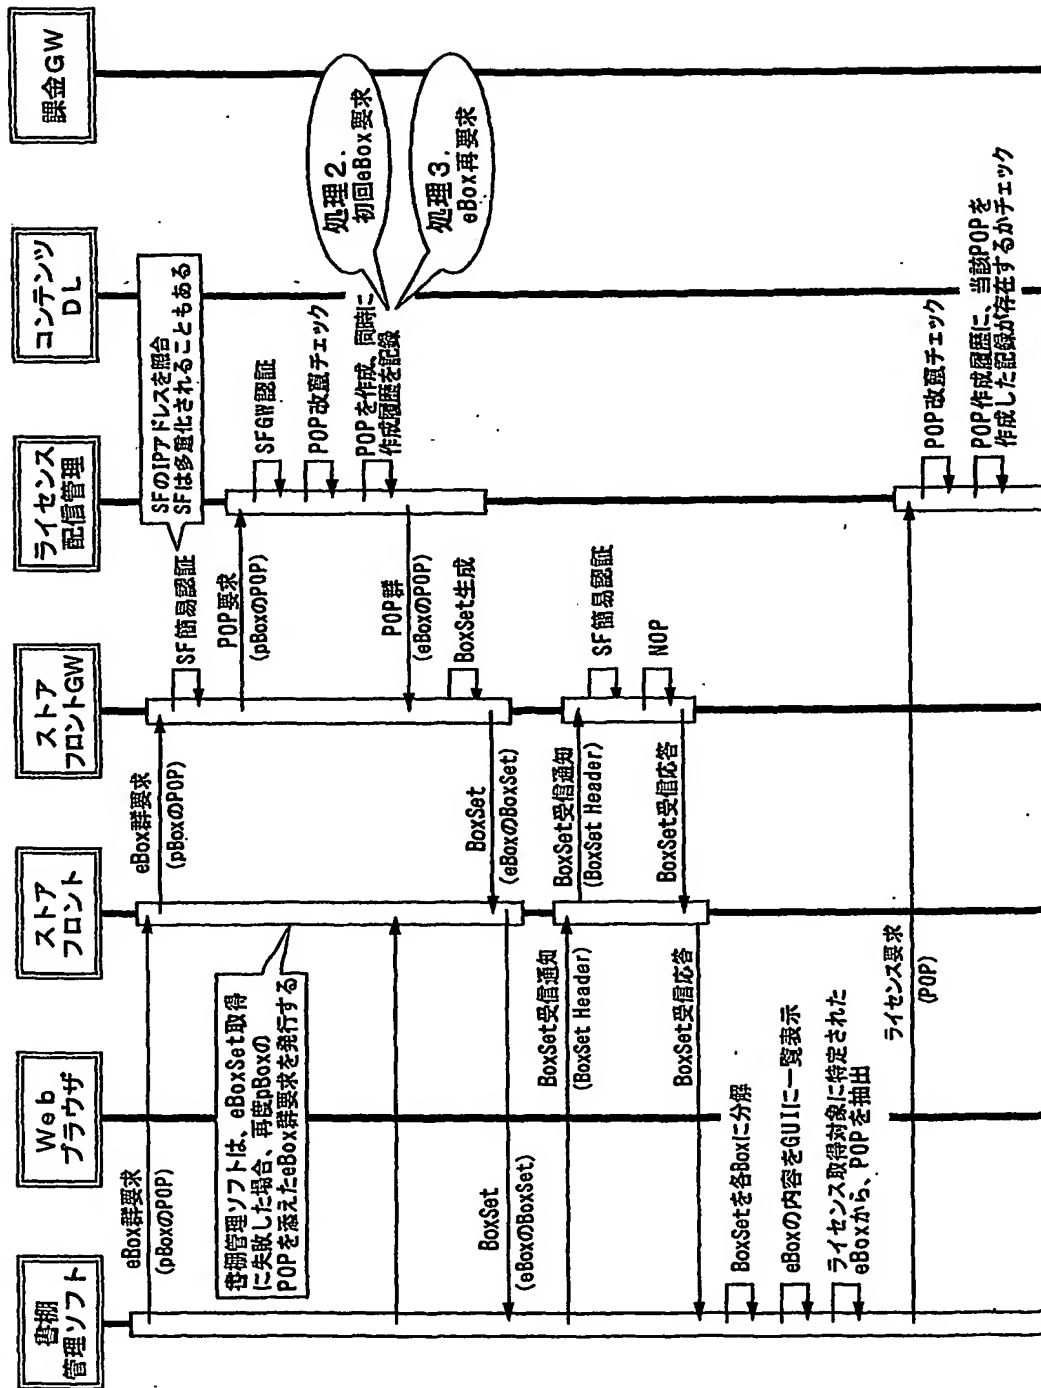 書棚
管理ソフト
Web
ブラウザ
ストア
フロント
ストア
フロントGW
ライセンス
配信管理
コンテンツ
DL
課金GW
eBox群要求
(pBoxのPOP)
eBox群要求
(pBoxのPOP)
SF簡易認証
SFのIPアドレスを照合
SFは多重化されることもある
POP要求
(pBoxのPOP)
SFGW認証
POP改竄チェック
POPを作成、同時に
作成履歴を記録
処理2.
初回eBox要求
処理3.
eBox再要求
書棚管理ソフトは、eBoxSet取得
に失敗した場合、再度pBoxの
POPを添えたeBox群要求を発行する
POP群
(eBoxのPOP)
BoxSet生成
BoxSet
(eBoxのBoxSet)
BoxSet
(eBoxのBoxSet)
BoxSet受信通知
(BoxSet Header)
BoxSet受信通知
(BoxSet Header)
SF簡易認証
NOP
BoxSet受信応答
BoxSet受信応答
BoxSetを各Boxに分解
eBoxの内容をGUIに一覧表示
ライセンス取得対象に特定された
eBoxから、POPを抽出
ライセンス要求
(POP)
POP改竄チェック
POP作成履歴に、当該POPを
作成した記録が存在するかチェック